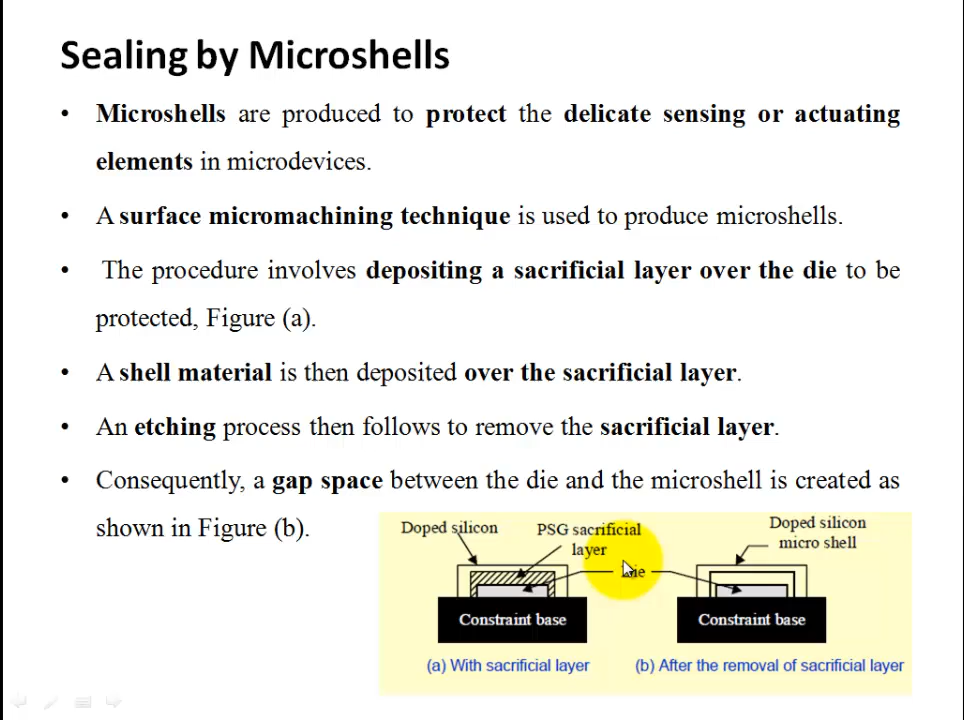 Sealing by Microshells
• Microshells are produced to protect the delicate sensing or actuating
elements in microdevices.
• A surface micromachining technique is used to produce microshells.
• The procedure involves depositing a sacrificial layer over the die to be
protected, Figure (a).
• A shell material is then deposited over the sacrificial layer.
• An etching process then follows to remove the sacrificial layer.
• Consequently, a gap space between the die and the microshell is created as
shown in Figure (b).
Doped silicon
PSG sacrificial
layer
Doped silicon
micro shell
Constraint base
Constraint base
(a) With sacrificial layer
(b) After the removal of sacrificial layer